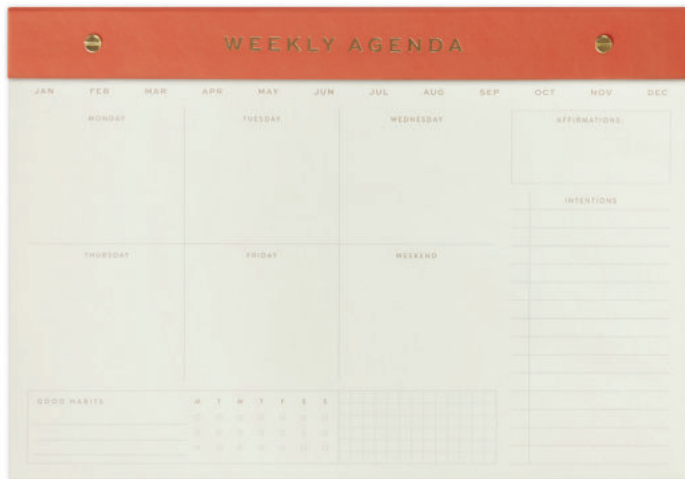 WEEKLY AGENDA
JAN FEB MAR APR MAY JUN JUL AUG SEP OCT NOV DEC
MONDAY TUESDAY WEDNESDAY AFFIRMATIONS
INTENTIONS
THURSDAY FRIDAY WEEKEND
GOOD HABITS M T W T F S S